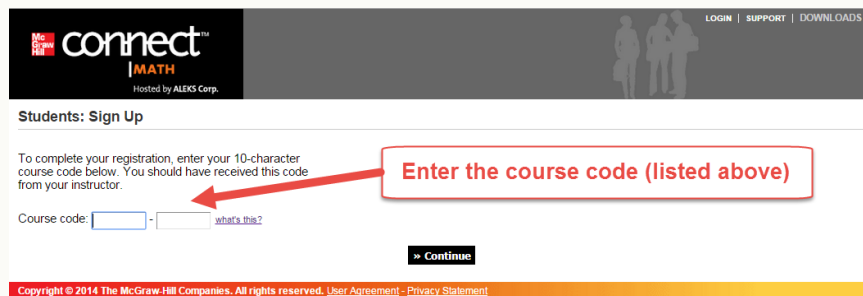 LOGIN | SUPPORT | DOWNLOADS
Mc
Graw
Hill
connect™
|MATH
Hosted by ALEKS Corp.
Students: Sign Up
To complete your registration, enter your 10-character
course code below. You should have received this code
from your instructor.
Enter the course code (listed above)
Course code: - what's this?
» Continue
Copyright © 2014 The McGraw-Hill Companies. All rights reserved. User Agreement - Privacy Statement